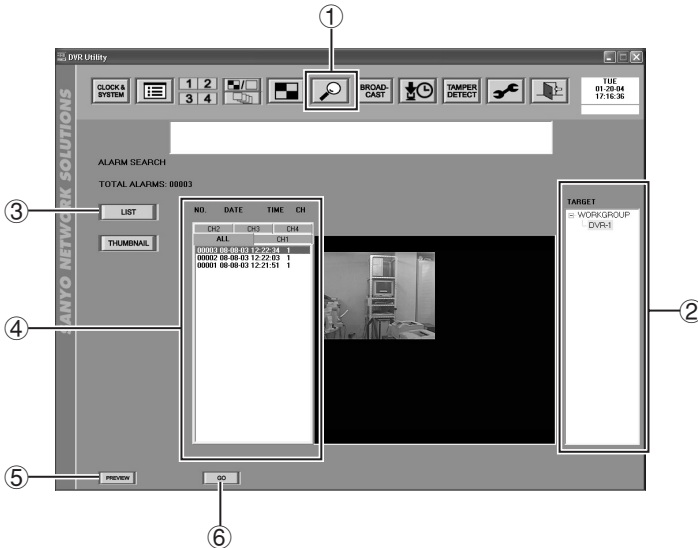 ①
DVR Utility
CLOCK & SYSTEM
1 2
3 4
BROAD-CAST
TAMPER DETECT
TUE
01-20-04
17:16:36
SANYO NETWORK SOLUTIONS
ALARM SEARCH
TOTAL ALARMS: 00003
③
LIST
THUMBNAIL
④
NO. DATE TIME CH
CH2 CH3 CH4
ALL CH1
00003 08-08-03 12:22:34 1
00002 08-08-03 12:22:03 1
00001 08-08-03 12:21:51 1
TARGET
WORKGROUP
DVR-1
②
⑤
PREVIEW
GO
⑥